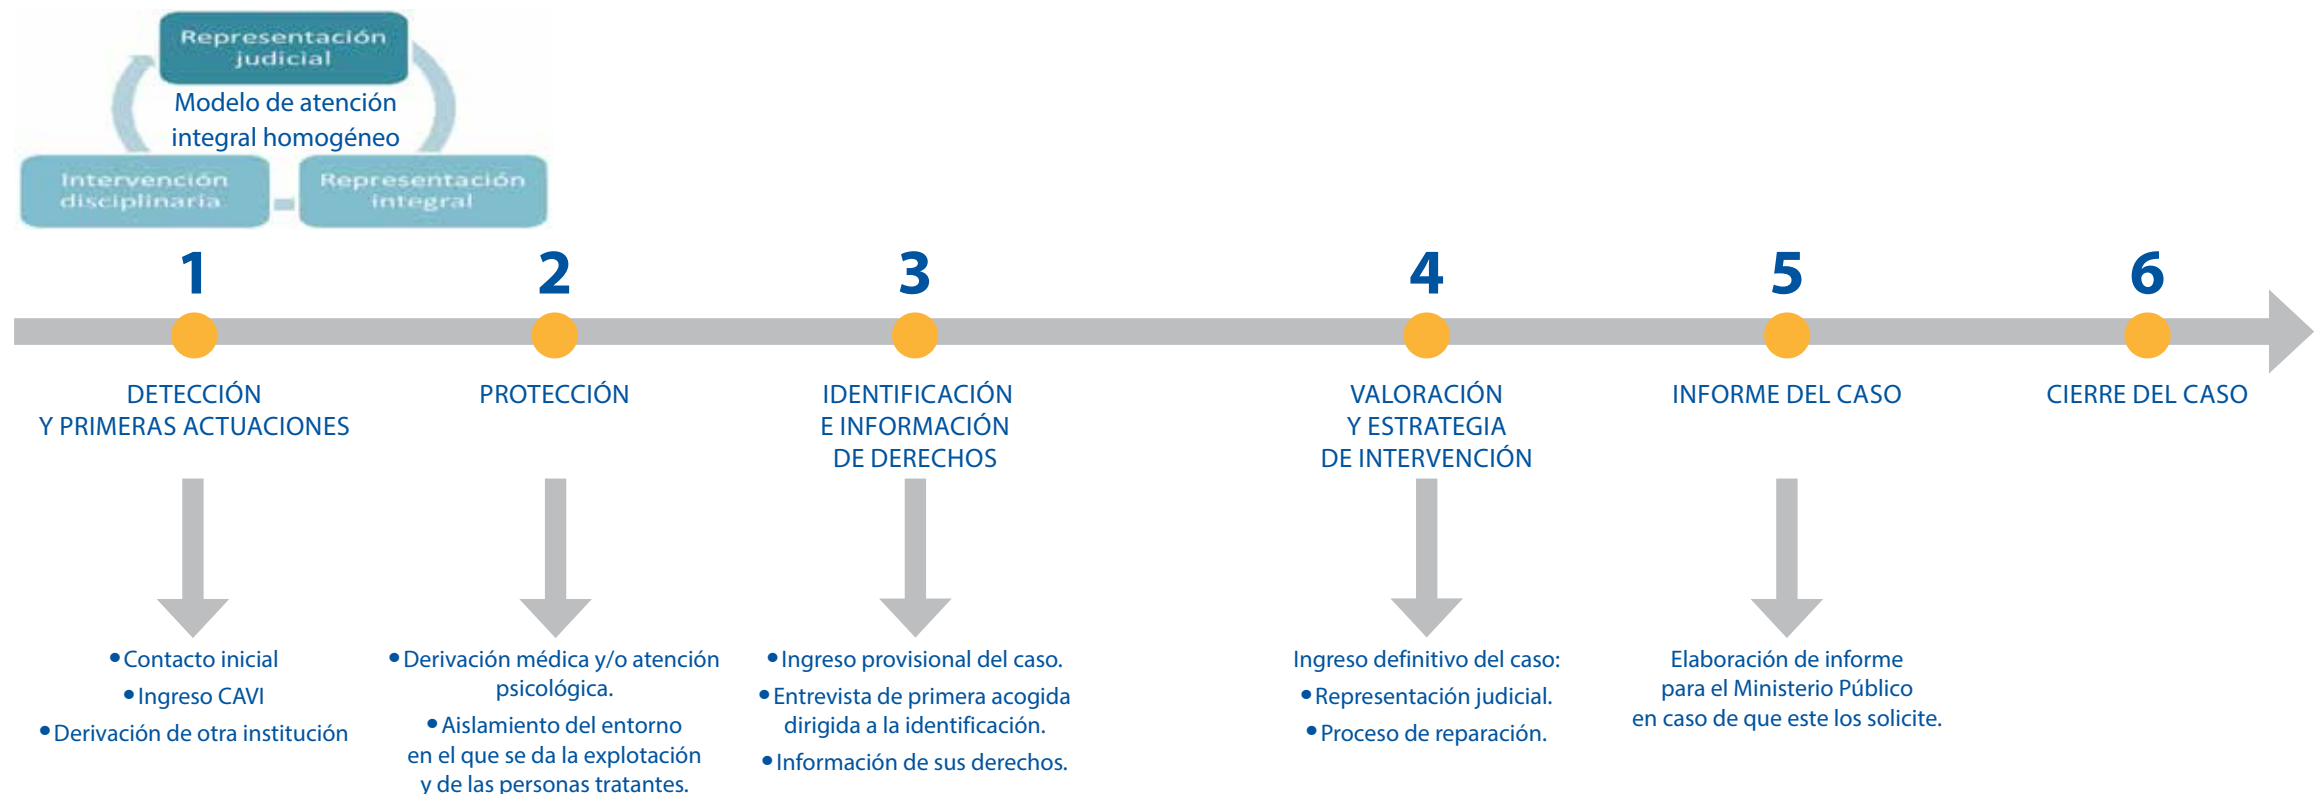 Representación
judicial
Modelo de atención
integral homogéneo
Intervención
disciplinaria
Representación
integral
1
DETECCIÓN
Y PRIMERAS ACTUACIONES
• Contacto inicial
• Ingreso CAVI
• Derivación de otra institución
2
PROTECCIÓN
• Derivación médica y/o atención
psicológica.
• Aislamiento del entorno
en el que se da la explotación
y de las personas tratantes.
3
IDENTIFICACIÓN
E INFORMACIÓN
DE DERECHOS
• Ingreso provisional del caso.
• Entrevista de primera acogida
dirigida a la identificación.
• Información de sus derechos.
4
VALORACIÓN
Y ESTRATEGIA
DE INTERVENCIÓN
Ingreso definitivo del caso:
• Representación judicial.
• Proceso de reparación.
5
INFORME DEL CASO
Elaboración de informe
para el Ministerio Público
en caso de que este los solicite.
6
CIERRE DEL CASO